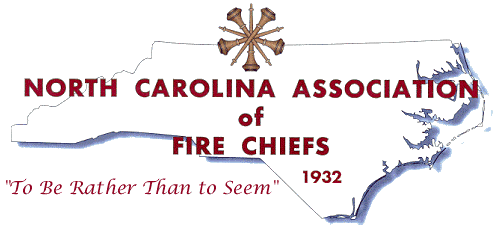 NORTH CAROLINA ASSOCIATION
of
FIRE CHIEFS
1932
"To Be Rather Than to Seem"